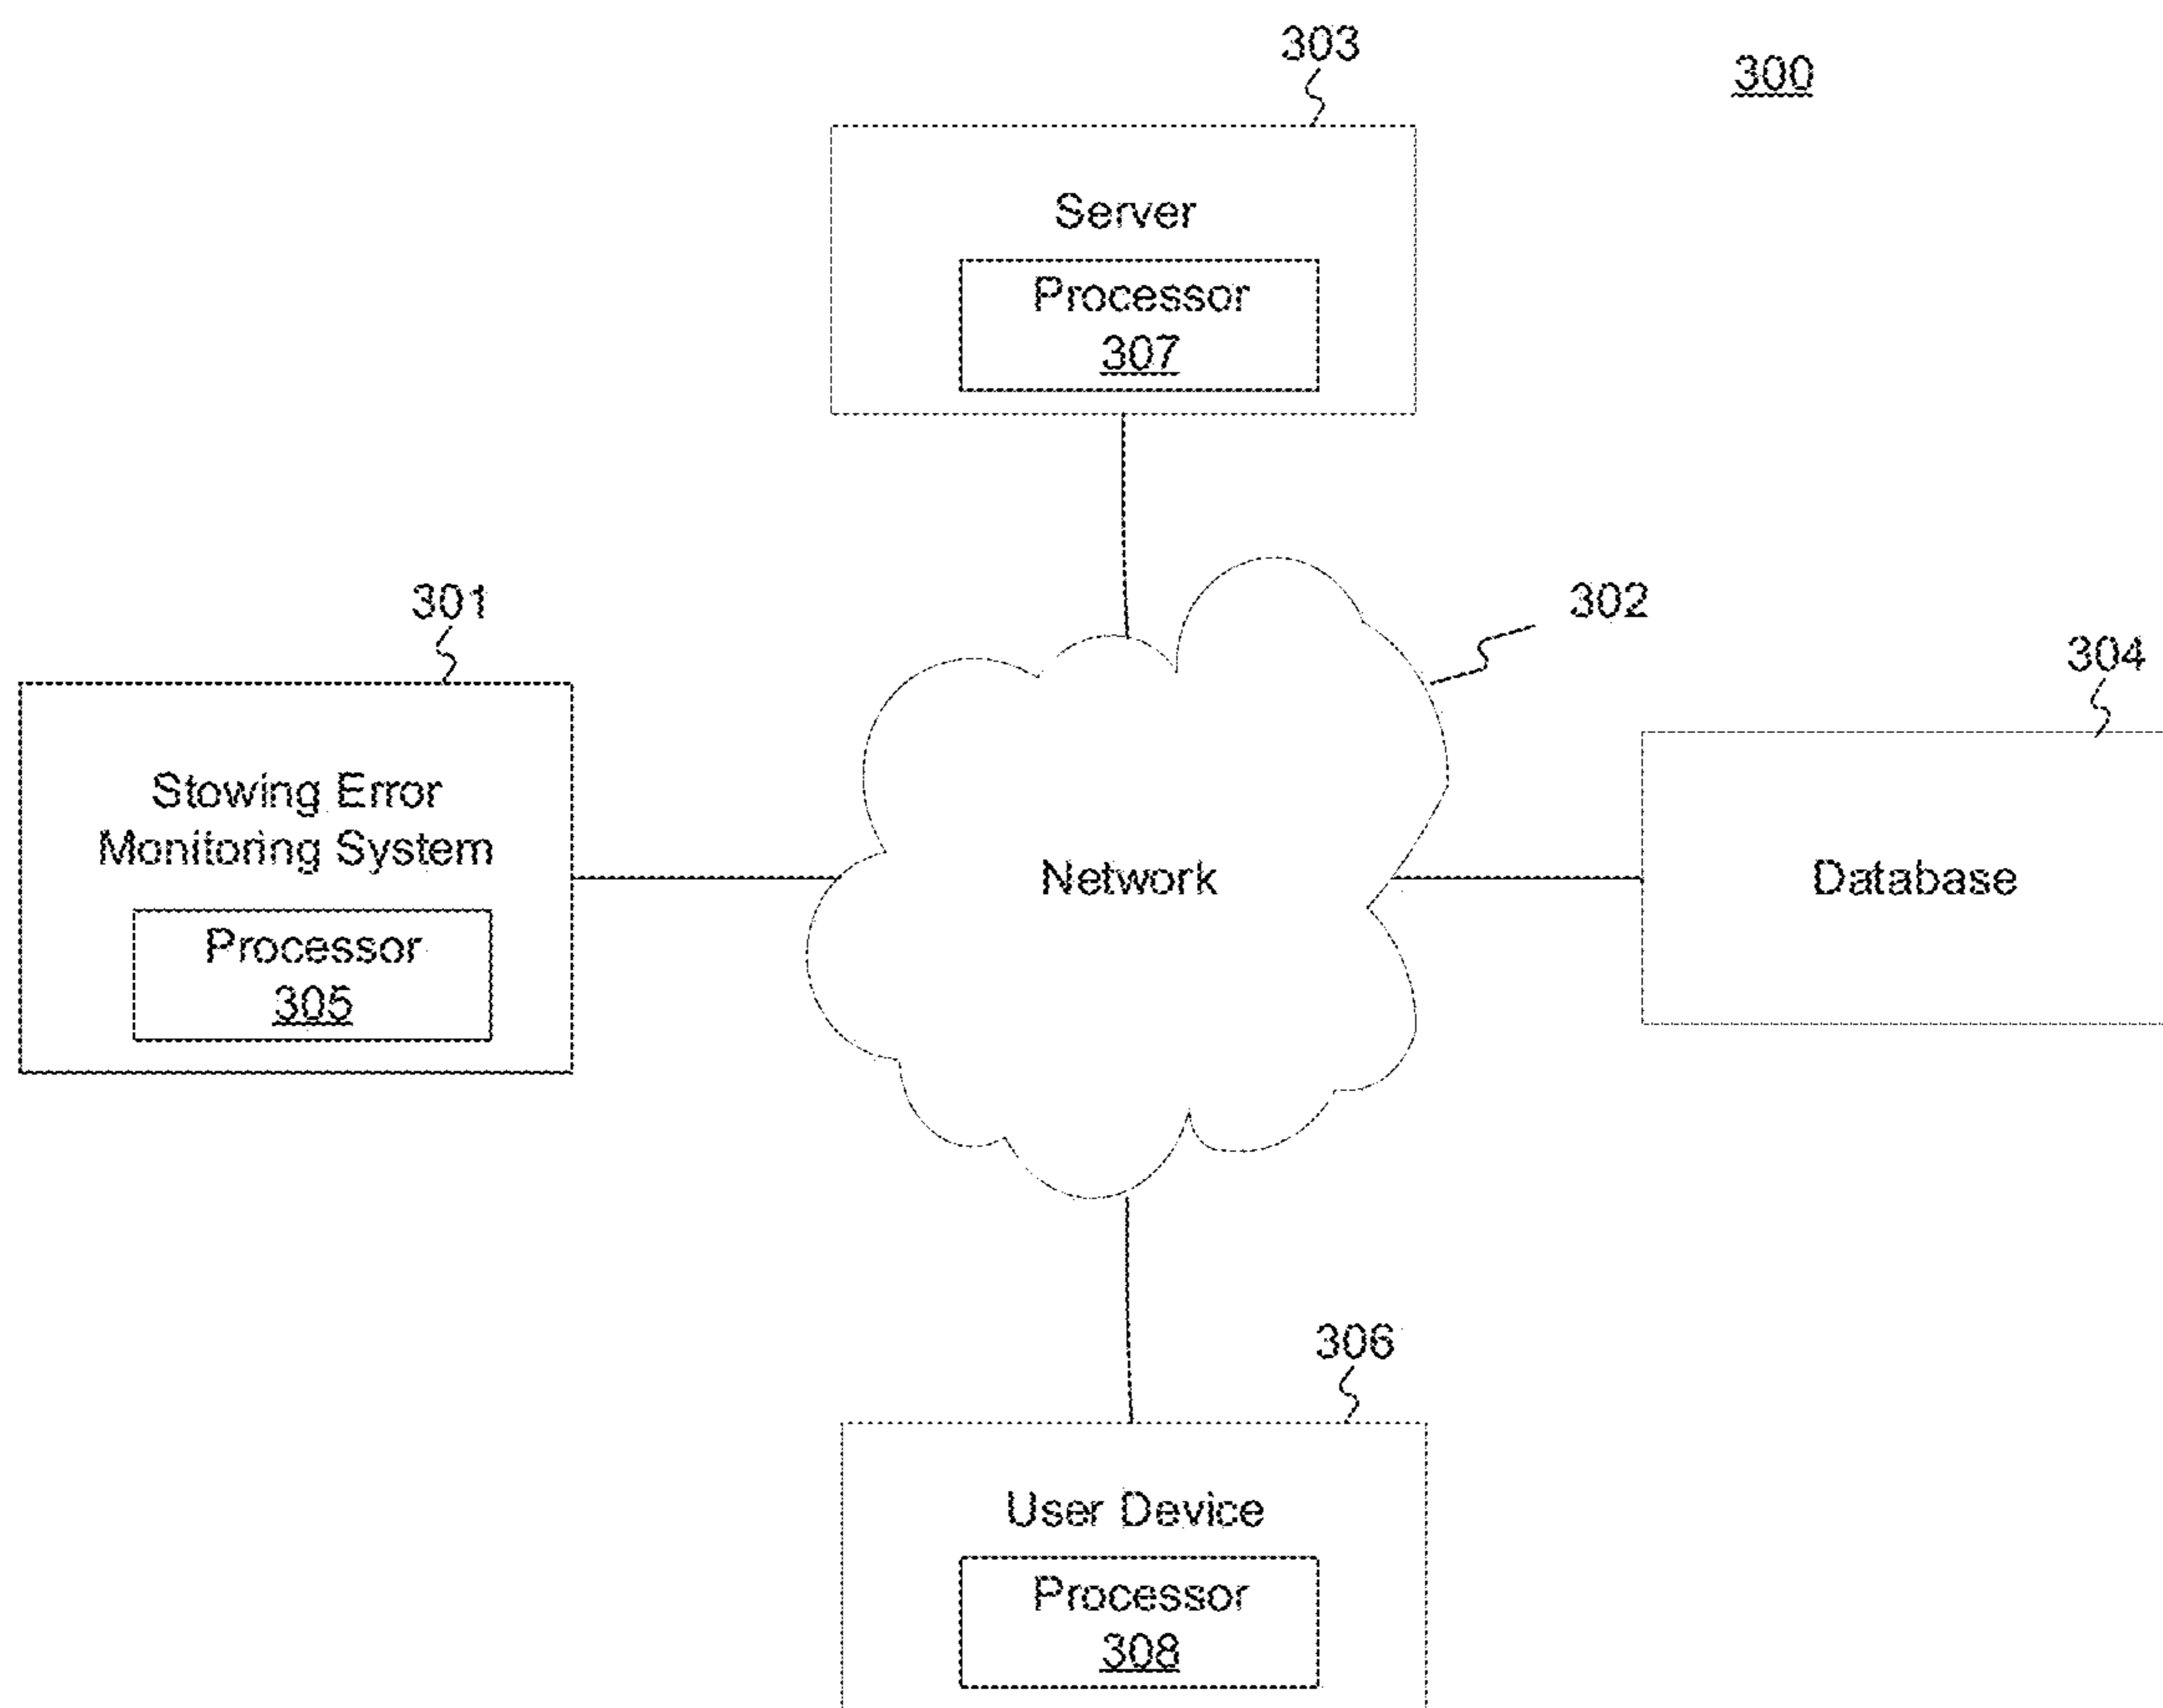 303
300
Server
Processor
307
301
302
304
Stowing Error
Monitoring System
Processor
305
Network
Database
306
User Device
Processor
308